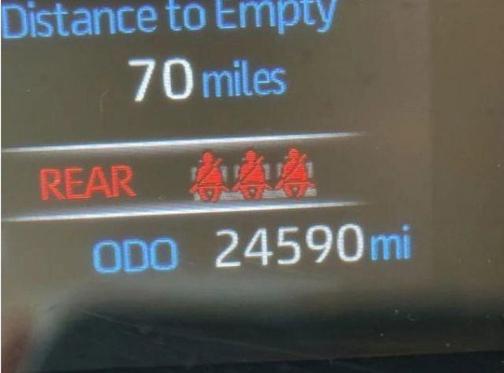 Distance to Empty
70 miles
REAR
ODO 24590 mi